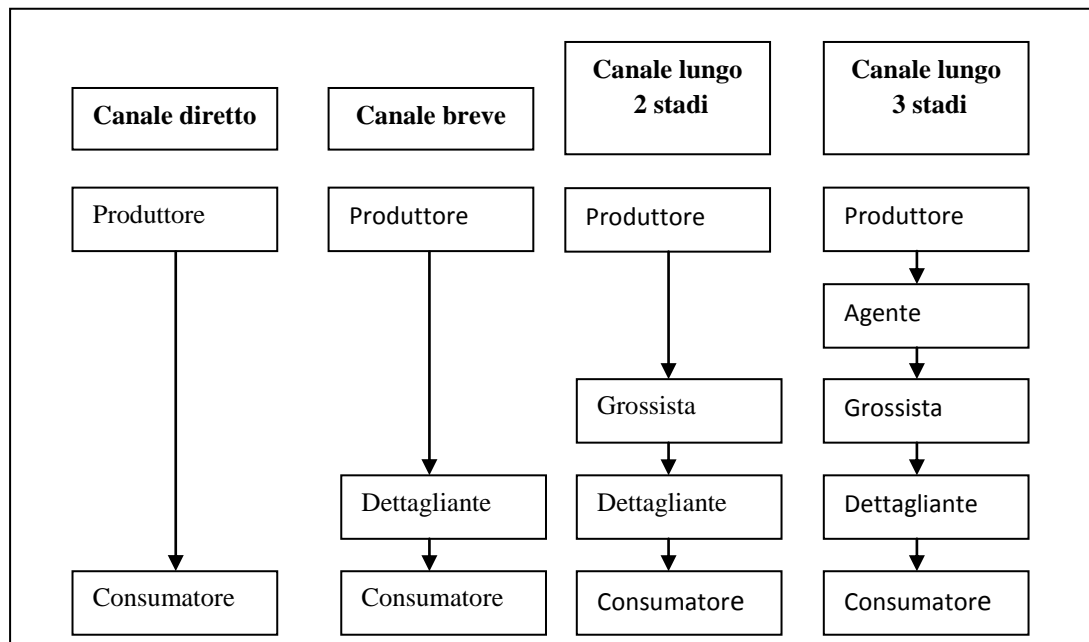 Canale diretto
Canale breve
Canale lungo
2 stadi
Canale lungo
3 stadi
Produttore
Produttore
Produttore
Produttore
Agente
Grossista
Grossista
Dettagliante
Dettagliante
Dettagliante
Consumatore
Consumatore
Consumatore
Consumatore